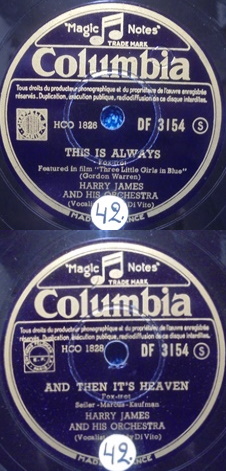 "Magic Notes"
TRADE MARK
Columbia
Tous droits du producteur phonographique et du propriétaire de l'œuvre enregistrée
réservés. Duplication, exécution publique, radiodiffusion de ce disque interdites.
HCO 1826 DF 3154 S
THIS IS ALWAYS
Fox-trot
Featured in film "Three Little Girls in Blue"
(Gordon Warren)
HARRY JAMES
AND HIS ORCHESTRA
(Vocalist Di Vito)
42.
MADE FRANCE
"Magic Notes"
TRADE MARK
Columbia
Tous droits du producteur phonographique et du propriétaire de l'œuvre enregistrée
réservés. Duplication, exécution publique, radiodiffusion de ce disque interdites.
HCO 1828 DF 3154 S
AND THEN IT'S HEAVEN
Fox-trot
Seiler-Marcus-Kaufman
HARRY JAMES
AND HIS ORCHESTRA
(Vocalist Di Vito)
42.
MADE FRANCE